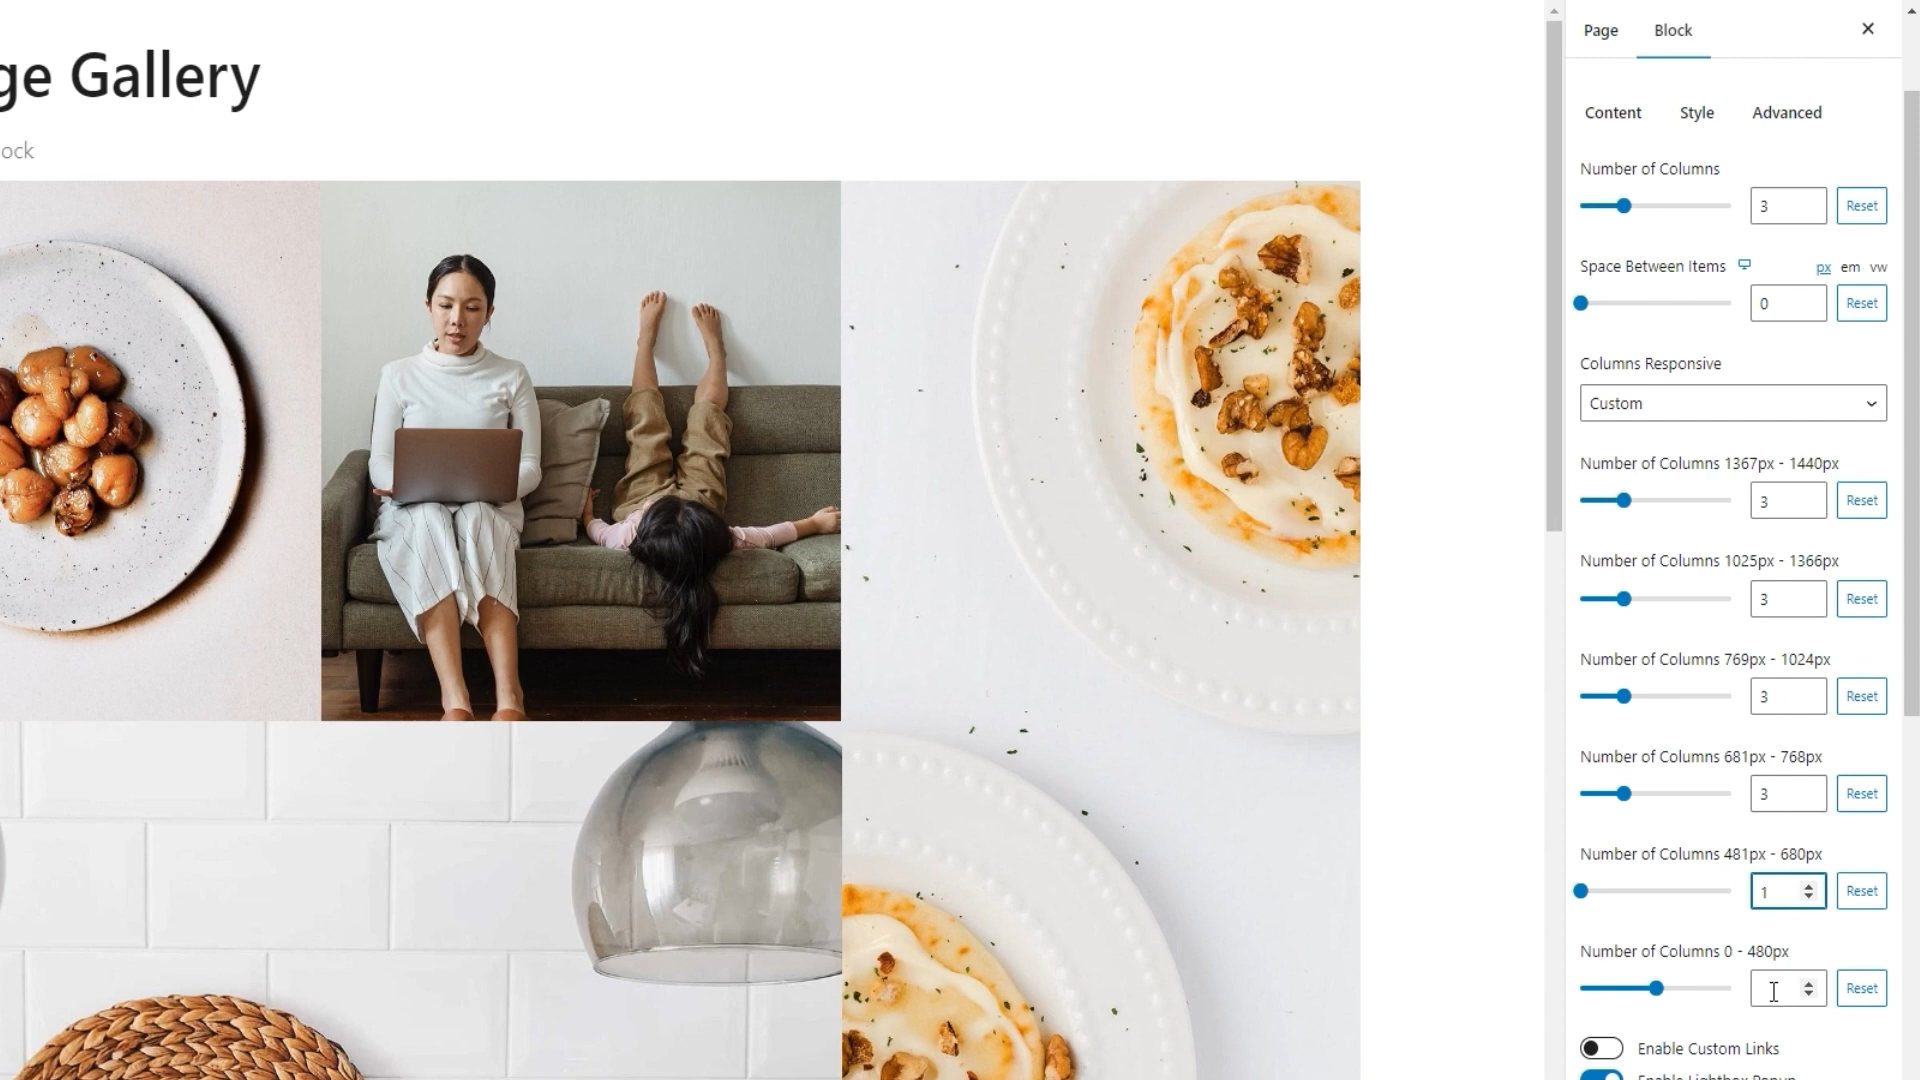 ge Gallery
ock
Page Block
Content Style Advanced
Number of Columns
3 Reset
Space Between Items px em vw
0 Reset
Columns Responsive
Custom
Number of Columns 1367px - 1440px
3 Reset
Number of Columns 1025px - 1366px
3 Reset
Number of Columns 769px - 1024px
3 Reset
Number of Columns 681px - 768px
3 Reset
Number of Columns 481px - 680px
1 Reset
Number of Columns 0 - 480px
Reset
Enable Custom Links
Enable Lightbox Popup